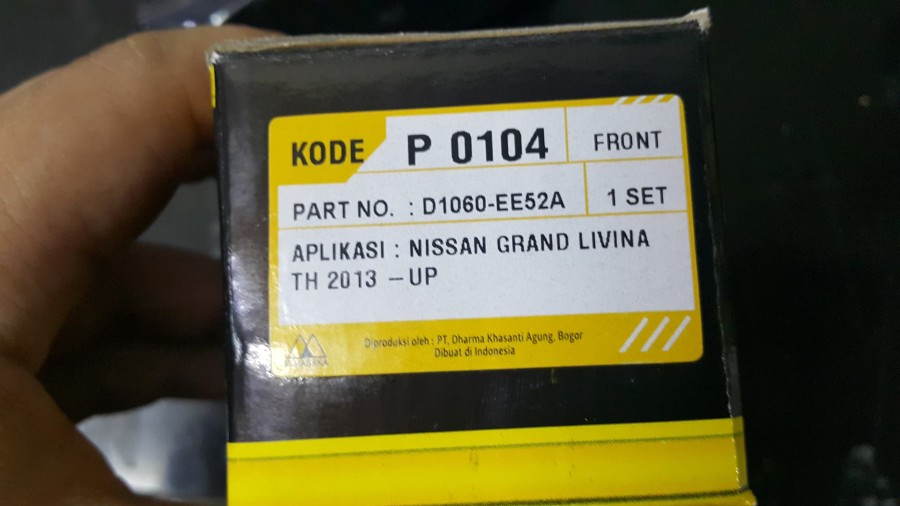 KODE P 0104 FRONT
PART NO. : D1060-EE52A 1 SET
APLIKASI : NISSAN GRAND LIVINA
TH 2013 – UP
Diproduksi oleh : PT. Dharma Khasanti Agung, Bogor
Dibuat di Indonesia